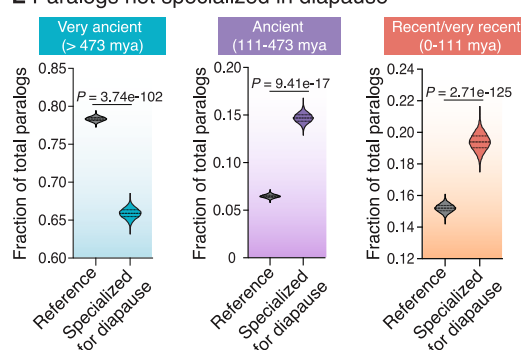 Very ancient
(> 473 mya)
Ancient
(111-473 mya
Recent/very recent
(0-111 mya)
Fraction of total paralogs
0.85
0.80
0.75
0.70
0.65
0.60
P = 3.74e-102
Reference
Specialized
for diapause
Fraction of total paralogs
0.20
0.15
0.10
0.05
0
P = 9.41e-17
Reference
Specialized
for diapause
Fraction of total paralogs
0.24
0.22
0.20
0.18
0.16
0.14
0.12
P = 2.71e-125
Reference
Specialized
for diapause